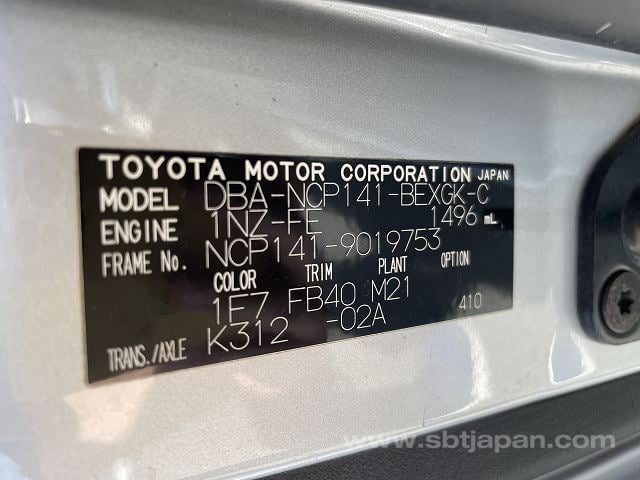 TOYOTA MOTOR CORPORATION JAPAN
MODEL DBA-NCP141-BEXGK-C
ENGINE 1NZ-FE 1496 mL
FRAME No. NCP141-9019753
COLOR TRIM PLANT OPTION
1F7 FB40 M21 410
TRANS./AXLE K312 -02A
www.sbtjapan.com